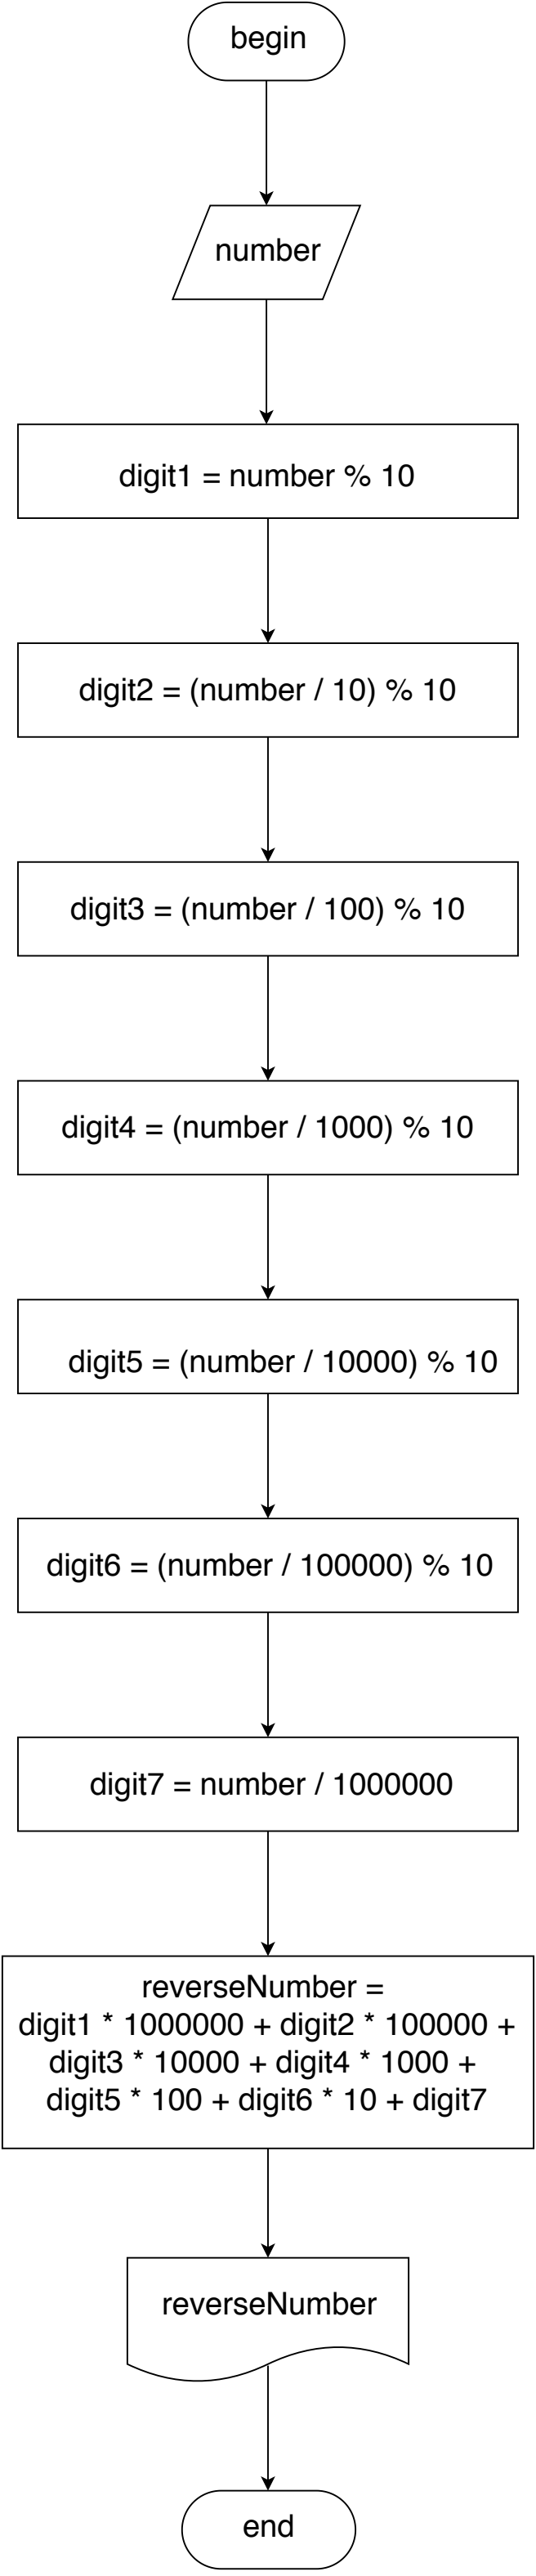 begin
number
digit1 = number % 10
digit2 = (number / 10) % 10
digit3 = (number / 100) % 10
digit4 = (number / 1000) % 10
digit5 = (number / 10000) % 10
digit6 = (number / 100000) % 10
digit7 = number / 1000000
reverseNumber =
digit1 * 1000000 + digit2 * 100000 +
digit3 * 10000 + digit4 * 1000 +
digit5 * 100 + digit6 * 10 + digit7
reverseNumber
end